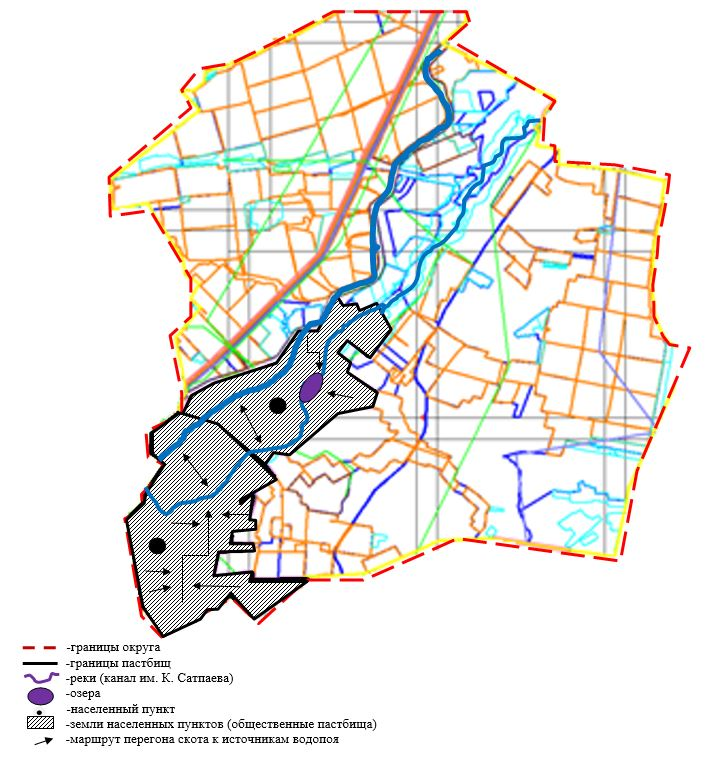 -границы округа
-границы пастбищ
-реки (канал им. К. Сатпаева)
-озера
-населенный пункт
-земли населенных пунктов (общественные пастбища)
-маршрут перегона скота к источникам водопоя